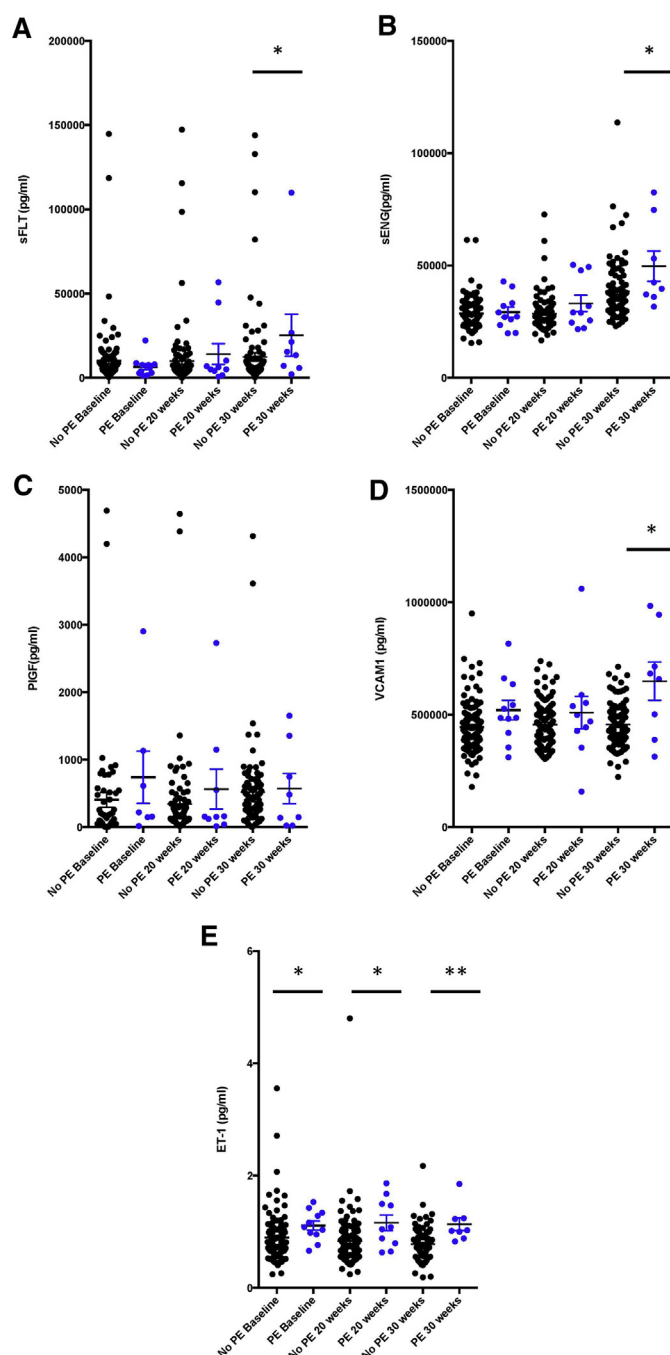 A
200000
150000
100000
50000
0
sFLT (pg/ml)
*
No PE Baseline
PE Baseline
No PE 20 weeks
PE 20 weeks
No PE 30 weeks
PE 30 weeks
B
150000
100000
50000
0
sENG(pg/ml)
*
No PE Baseline
PE Baseline
No PE 20 weeks
PE 20 weeks
No PE 30 weeks
PE 30 weeks
C
5000
4000
3000
2000
1000
0
PIGF(pg/ml)
No PE Baseline
PE Baseline
No PE 20 weeks
PE 20 weeks
No PE 30 weeks
PE 30 weeks
D
1500000
1000000
500000
0
VCAM1 (pg/ml)
*
No PE Baseline
PE Baseline
No PE 20 weeks
PE 20 weeks
No PE 30 weeks
PE 30 weeks
E
6
4
2
0
ET-1 (pg/ml)
* * **
No PE Baseline
PE Baseline
No PE 20 weeks
PE 20 weeks
No PE 30 weeks
PE 30 weeks